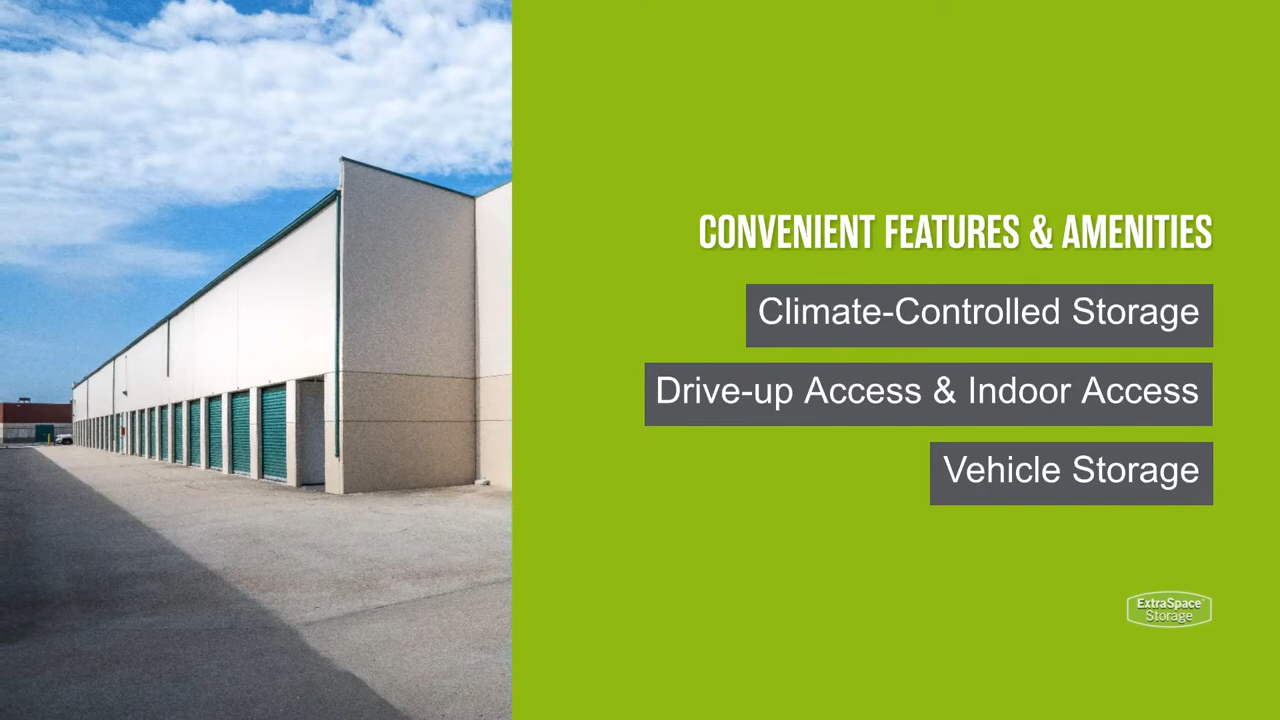 CONVENIENT FEATURES & AMENITIES
Climate-Controlled Storage
Drive-up Access & Indoor Access
Vehicle Storage
ExtraSpace®
Storage